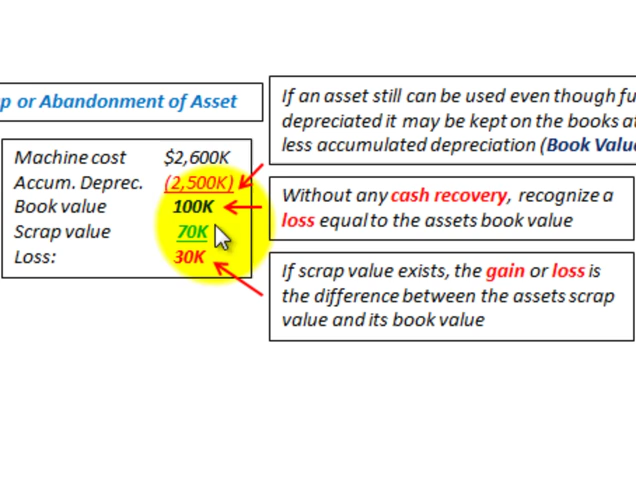 p or Abandonment of Asset
Machine cost $2,600K
Accum. Deprec. (2,500K)
Book value 100K
Scrap value 70K
Loss: 30K
If an asset still can be used even though fu
depreciated it may be kept on the books at
less accumulated depreciation (Book Valu
Without any cash recovery, recognize a
loss equal to the assets book value
If scrap value exists, the gain or loss is
the difference between the assets scrap
value and its book value